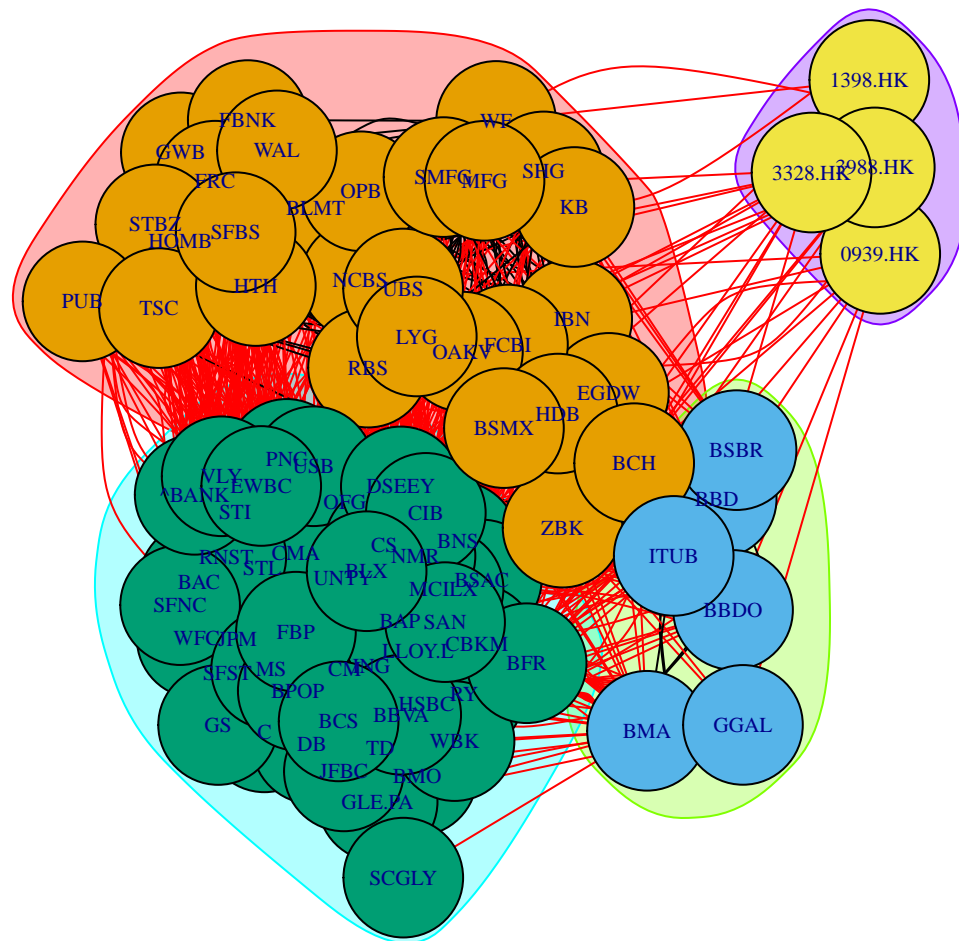 1398.HK
3988.HK
3328.HK
0939.HK
FBNK
WF
GWB
WAL
FRC
SMFG
MFG
SHG
OPB
BLMT
KB
STBZ
HCMB
SFBS
HTH
NCBS
UBS
PUB
TSC
IBN
LYG
OAKV
FCBI
RBS
EGDW
HDB
BSMX
BCH
ZBK
BSBR
BBD
ITUB
BBDO
BMA
GGAL
PNC
USB
VLY
EWBC
^BANK
STI
OFG
DSEEY
CIB
CS
BNS
NMR
RNST
CMA
STL
BAC
UNTY
BLX
MCILX
BSAC
SFNC
WFC
JPM
FBP
BAP
SAN
LLOY.L
CBKM
BFR
SFST
MS
CM
ING
BPOP
HSBC
RY
GS
C
BCS
BBVA
DB
TD
WBK
JFBC
BMO
GLE.PA
SCGLY